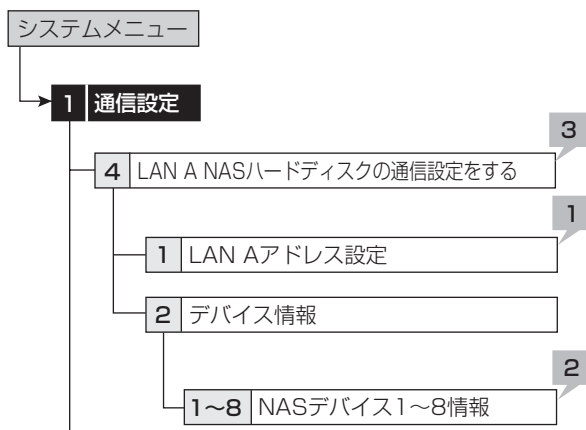 システムメニュー
1 通信設定
3
4 LAN A NASハードディスクの通信設定をする
1
1 LAN Aアドレス設定
2 デバイス情報
2
1～8 NASデバイス1～8情報